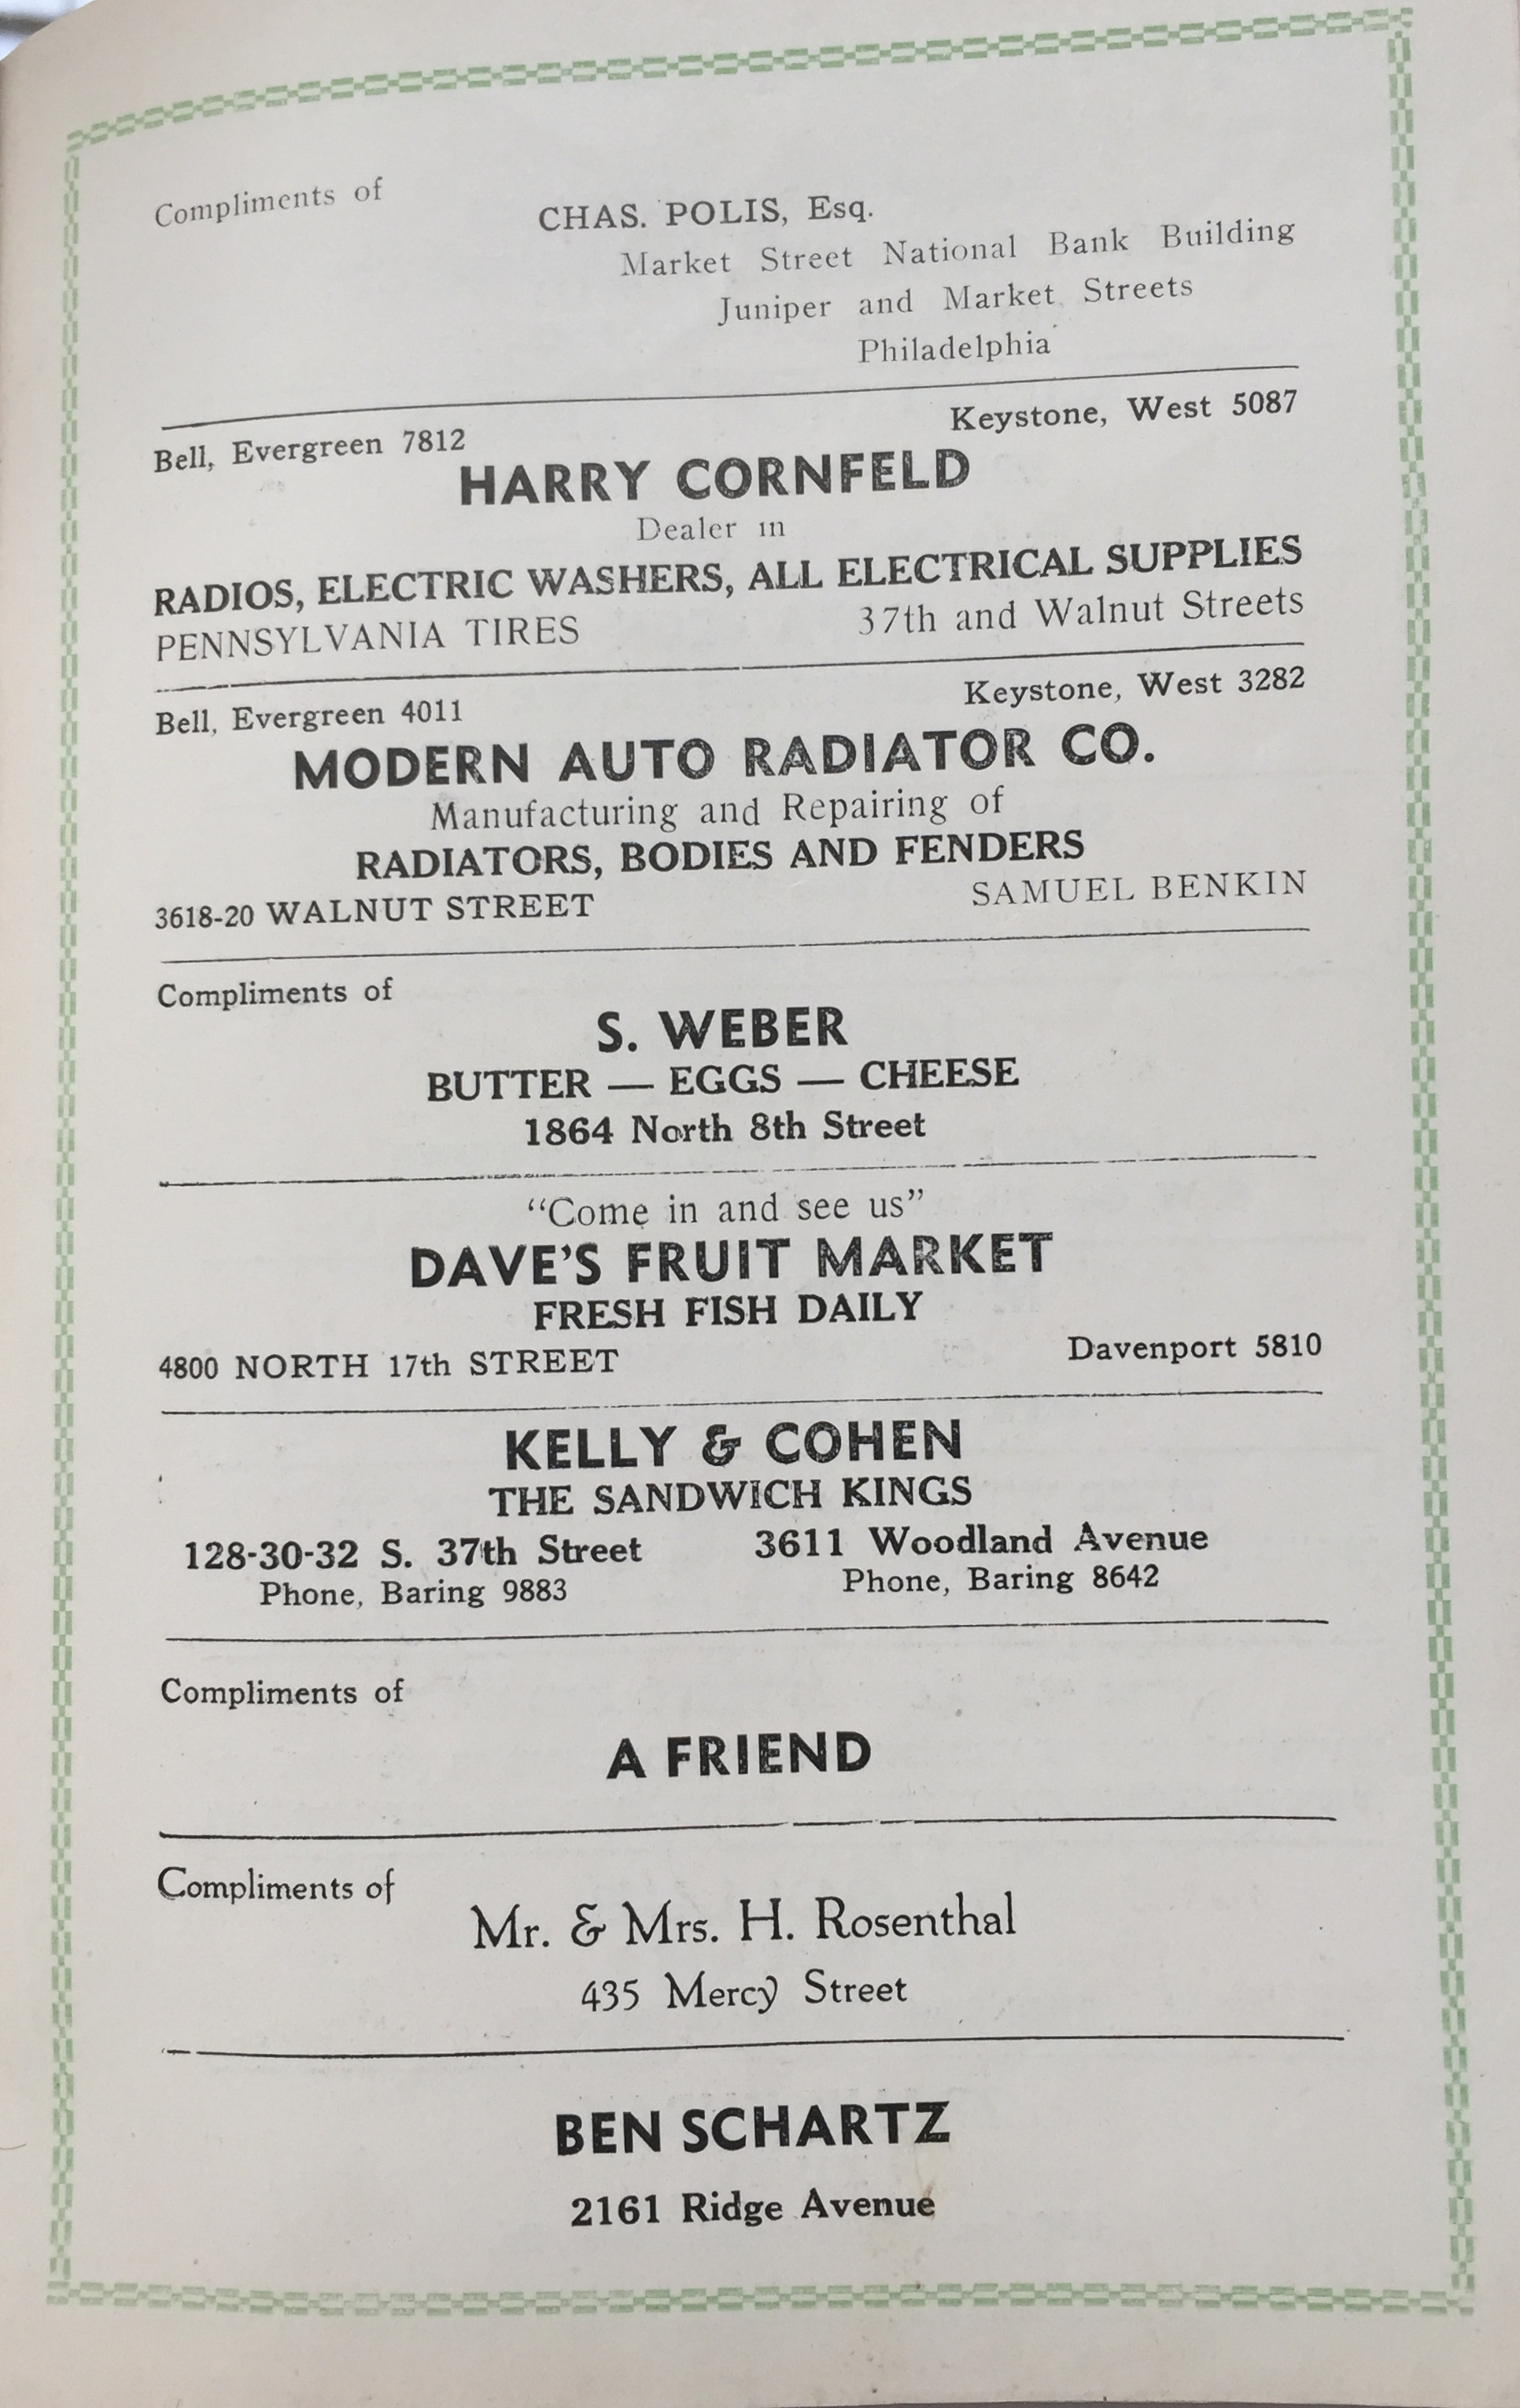 Compliments of
CHAS. POLIS, Esq.
Market Street National Bank Building
Juniper and Market Streets
Philadelphia
Bell, Evergreen 7812 Keystone, West 5087
HARRY CORNFELD
Dealer in
RADIOS, ELECTRIC WASHERS, ALL ELECTRICAL SUPPLIES
PENNSYLVANIA TIRES 37th and Walnut Streets
Bell, Evergreen 4011 Keystone, West 3282
MODERN AUTO RADIATOR CO.
Manufacturing and Repairing of
RADIATORS, BODIES AND FENDERS
3618-20 WALNUT STREET SAMUEL BENKIN
Compliments of
S. WEBER
BUTTER — EGGS — CHEESE
1864 North 8th Street
“Come in and see us”
DAVE’S FRUIT MARKET
FRESH FISH DAILY
4800 NORTH 17th STREET Davenport 5810
KELLY & COHEN
THE SANDWICH KINGS
128-30-32 S. 37th Street 3611 Woodland Avenue
Phone, Baring 9883 Phone, Baring 8642
Compliments of
A FRIEND
Compliments of
Mr. & Mrs. H. Rosenthal
435 Mercy Street
BEN SCHARTZ
2161 Ridge Avenue